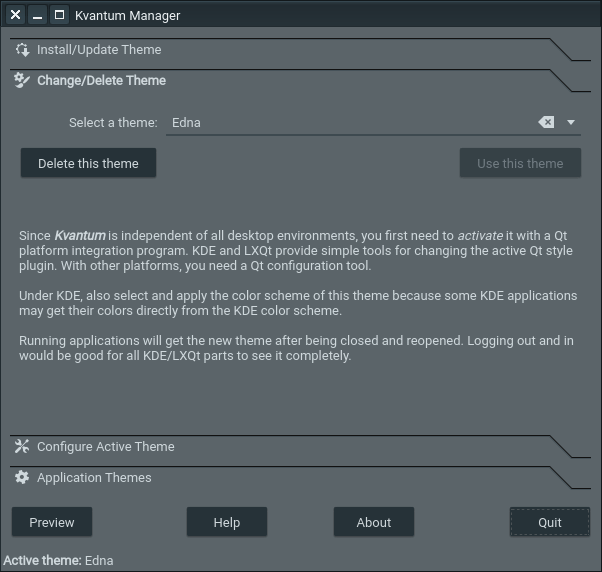 Kvantum Manager
Install/Update Theme
Change/Delete Theme
Select a theme: Edna
Delete this theme Use this theme
Since Kvantum is independent of all desktop environments, you first need to activate it with a Qt
platform integration program. KDE and LXQt provide simple tools for changing the active Qt style
plugin. With other platforms, you need a Qt configuration tool.
Under KDE, also select and apply the color scheme of this theme because some KDE applications
may get their colors directly from the KDE color scheme.
Running applications will get the new theme after being closed and reopened. Logging out and in
would be good for all KDE/LXQt parts to see it completely.
Configure Active Theme
Application Themes
Preview Help About Quit
Active theme: Edna